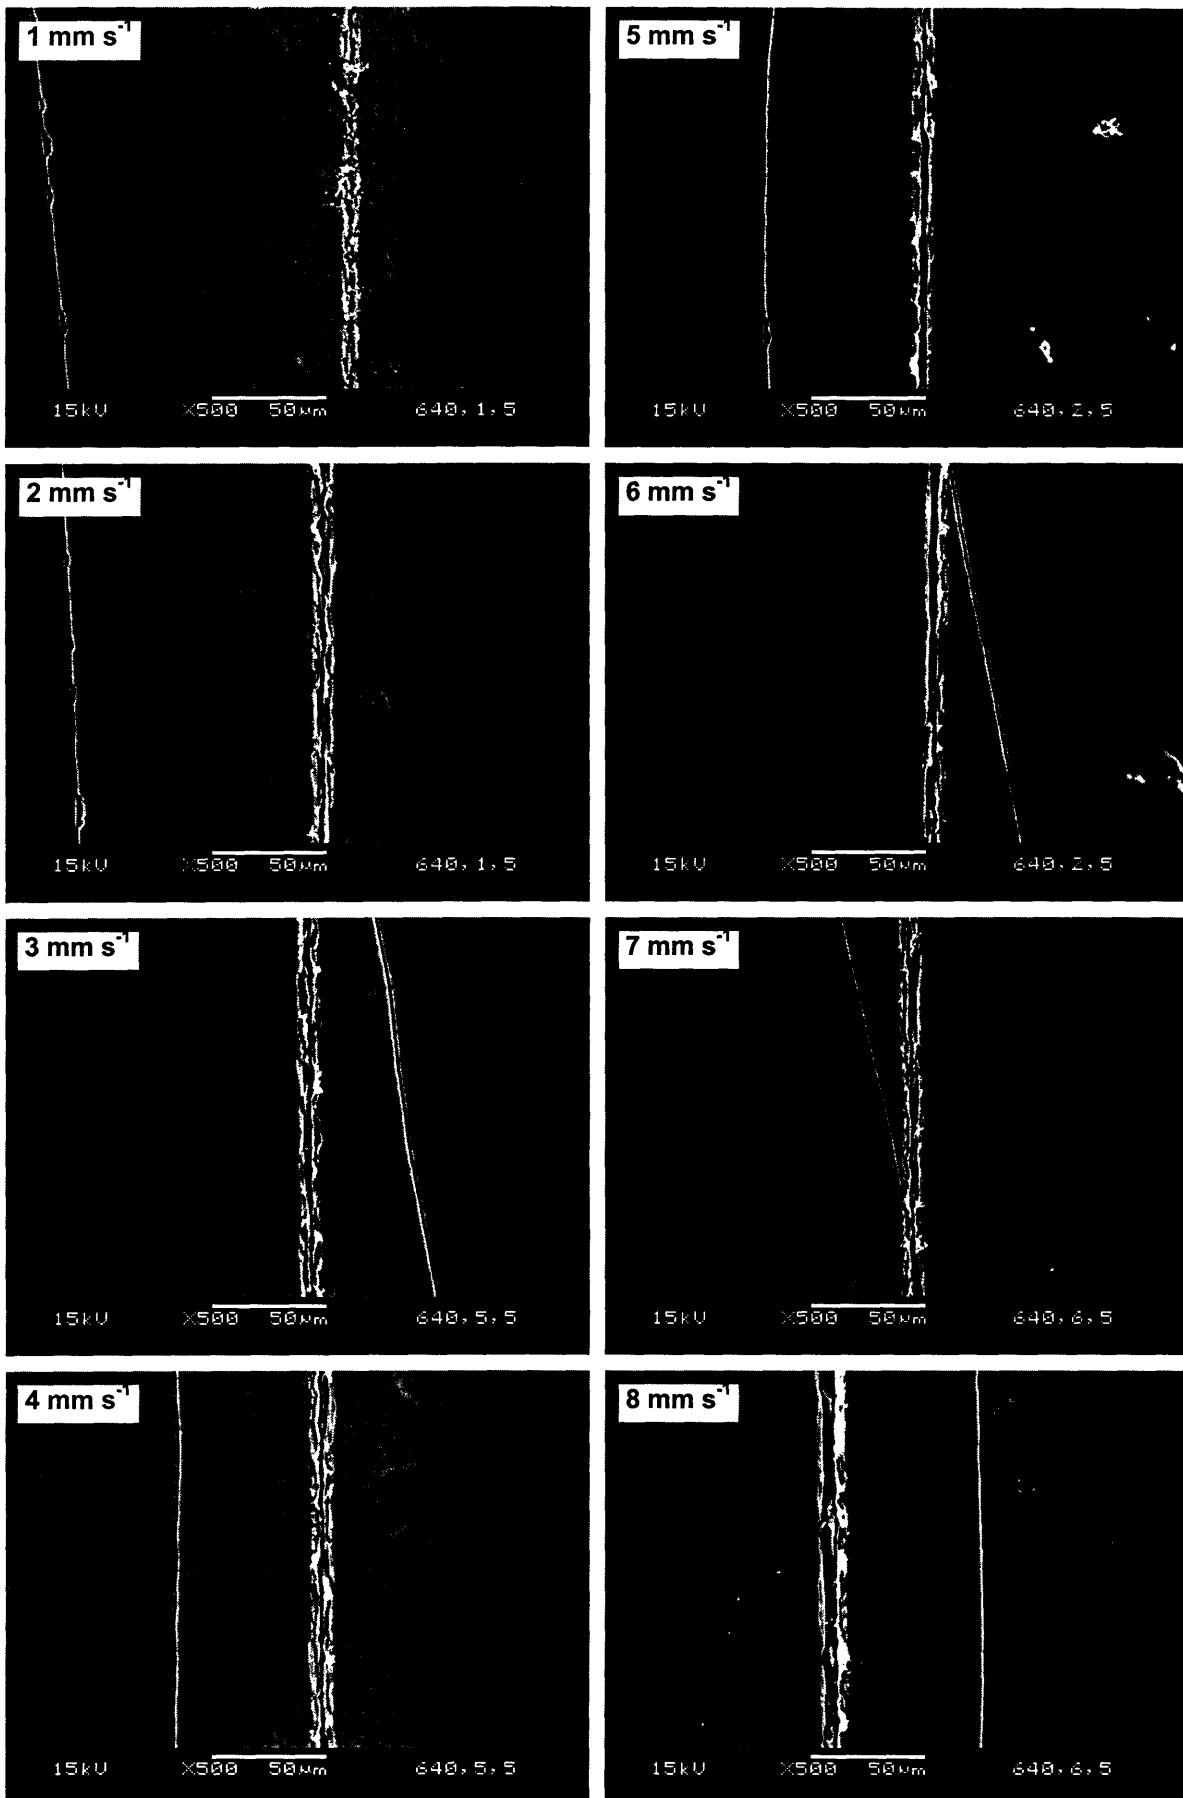 1 mm s⁻¹
15kV X500 50µm 640,1,5
5 mm s⁻¹
15kV X500 50µm 640,2,5
2 mm s⁻¹
15kV X500 50µm 640,1,5
6 mm s⁻¹
15kV X500 50µm 640,2,5
3 mm s⁻¹
15kV X500 50µm 640,5,5
7 mm s⁻¹
15kV X500 50µm 640,6,5
4 mm s⁻¹
15kV X500 50µm 640,5,5
8 mm s⁻¹
15kV X500 50µm 640,6,5